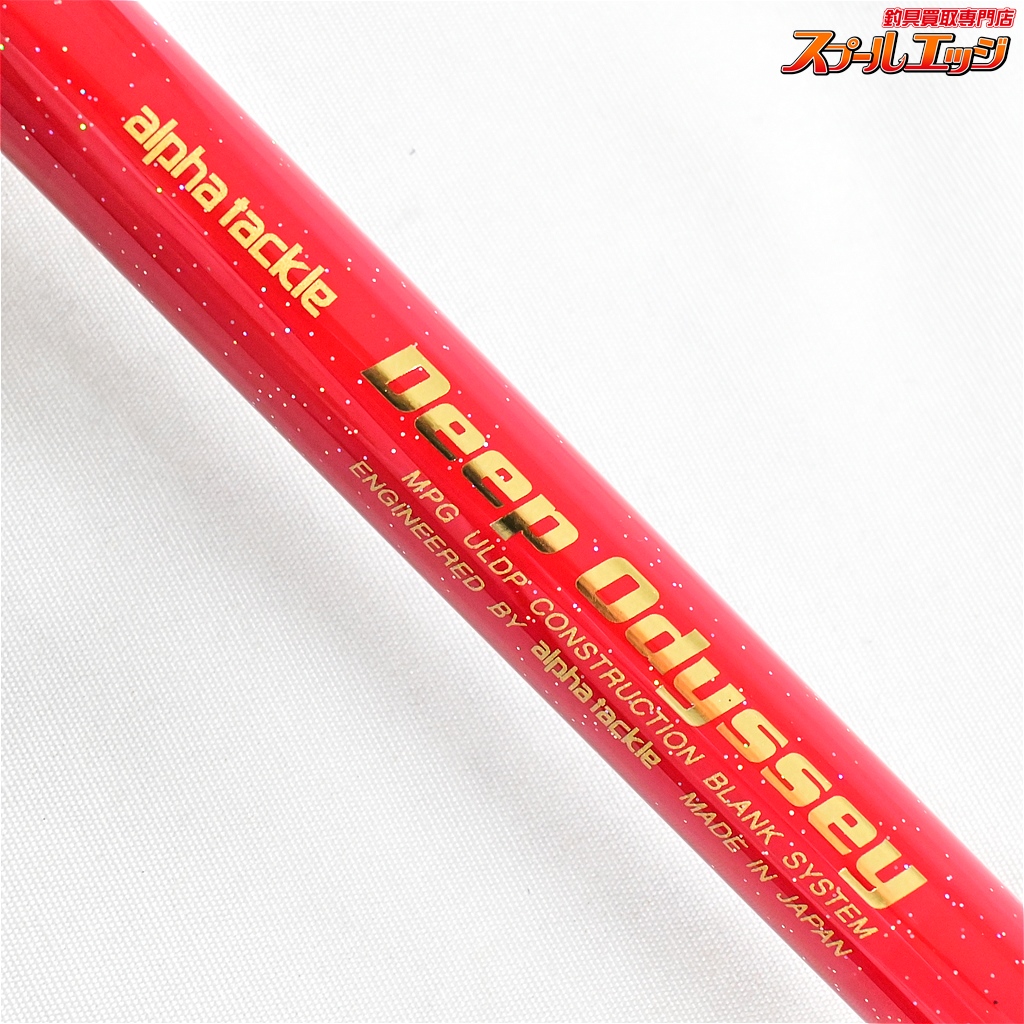 釣具買取専門店
スプールエッジ
alpha tackle
Deep Odyssey
MPG ULDP CONSTRUCTION BLANK SYSTEM
ENGINEERED BY alpha tackle MADE IN JAPAN